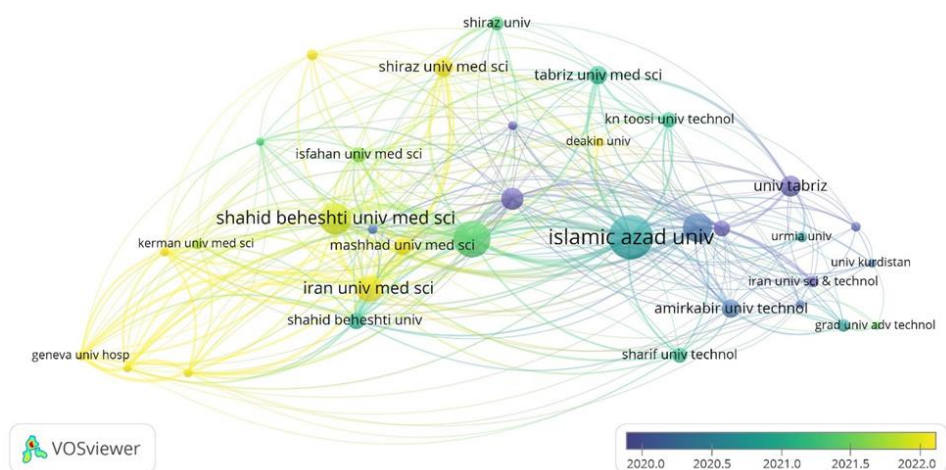 shiraz univ
shiraz univ med sci
tabriz univ med sci
kn toosi univ technol
deakin univ
isfahan univ med sci
univ tabriz
shahid beheshti univ med sci
islamic azad univ
urmia univ
kerman univ med sci
mashhad univ med sci
univ kurdistan
iran univ sci & technol
iran univ med sci
amirkabir univ technol
shahid beheshti univ
grad univ adv technol
geneva univ hosp
sharif univ technol
VOSviewer
2020.0 2020.5 2021.0 2021.5 2022.0